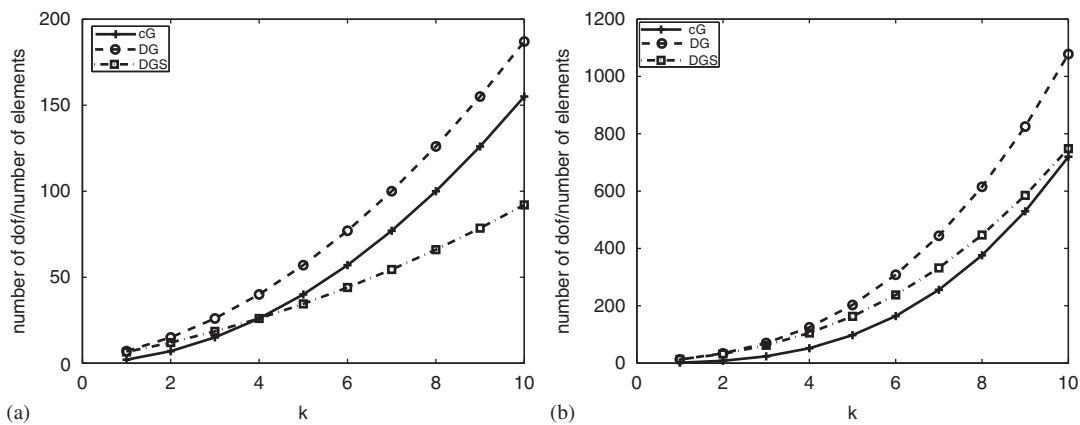 200
150
100
50
0
number of dof/number of elements
cG
DG
DGS
0 2 4 6 8 10
k
(a)
1200
1000
800
600
400
200
0
number of dof/number of elements
cG
DG
DGS
0 2 4 6 8 10
k
(b)